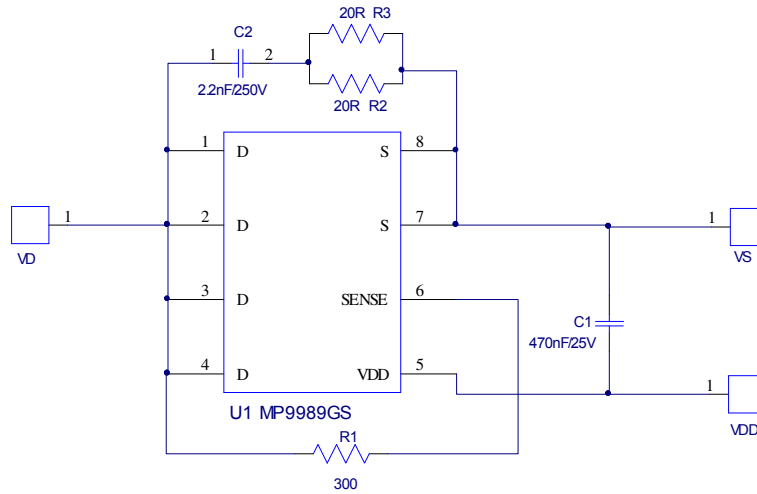 20R R3
C2
1 2
2.2nF/250V
20R R2
1 D S 8
2 D S 7
1
VD
1
VS
3 D SENSE 6
C1
470nF/25V
4 D VDD 5
1
VDD
U1 MP9989GS
R1
300